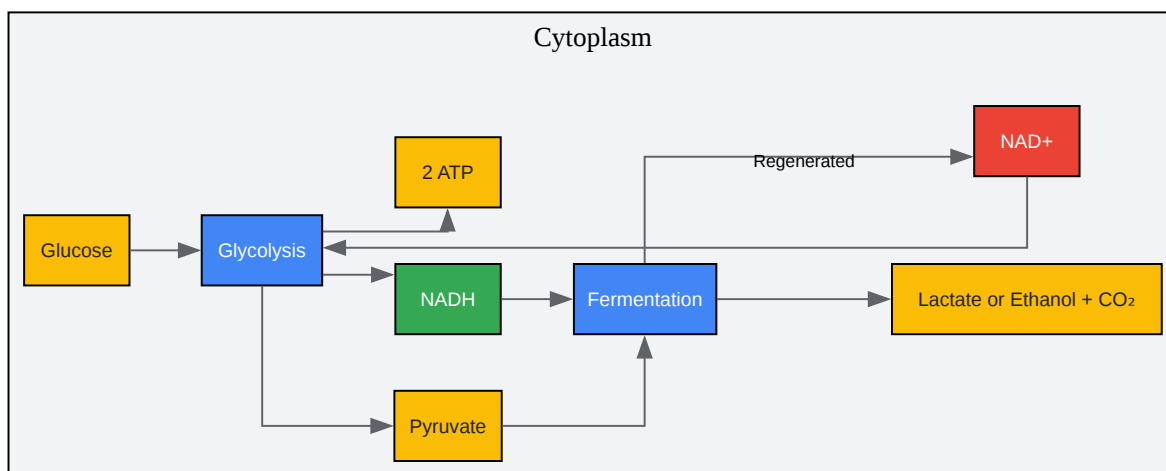 Cytoplasm
NAD+
2 ATP
Regenerated
Glucose
Glycolysis
NADH
Fermentation
Lactate or Ethanol + CO₂
Pyruvate